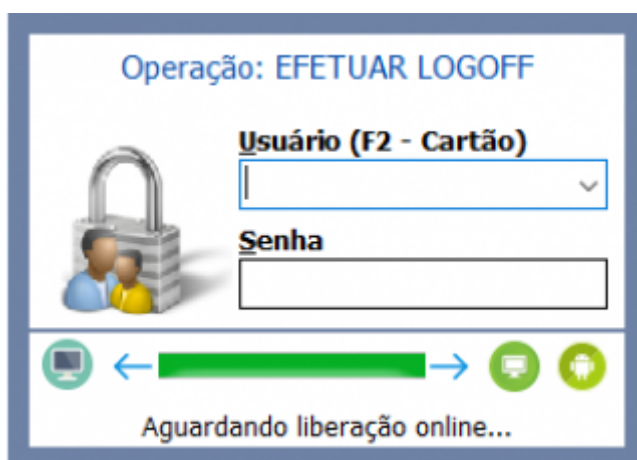 Operação: EFETUAR LOGOFF
Usuário (F2 - Cartão)
Senha
Aguardando liberação online...